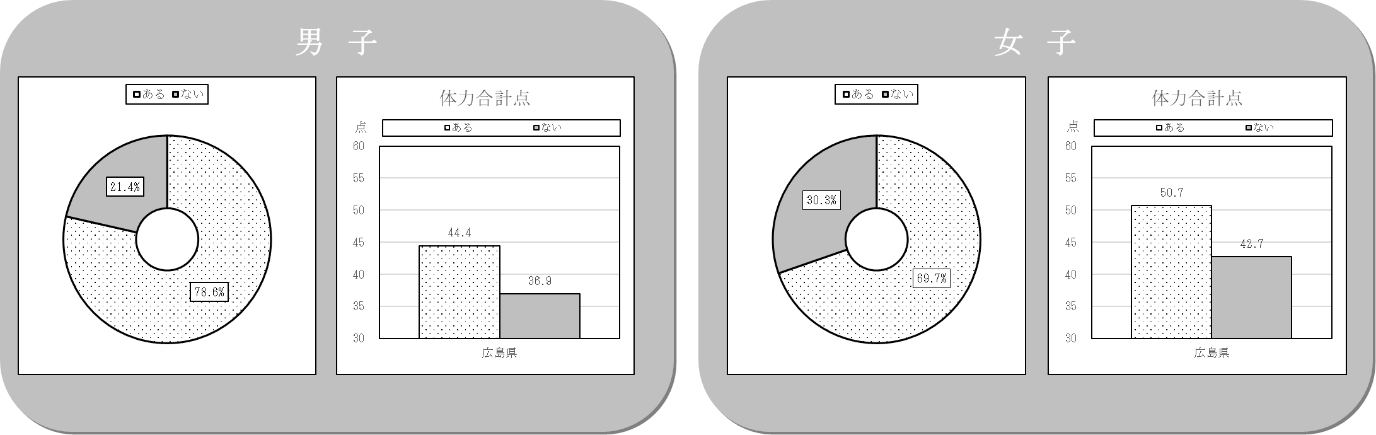 男 子
ある ない
21.4%
78.6%
体力合計点
点
ある ない
60
55
50
45
40
35
30
44.4
36.9
広島県
女 子
ある ない
30.3%
69.7%
体力合計点
点
ある ない
60
55
50
45
40
35
30
50.7
42.7
広島県